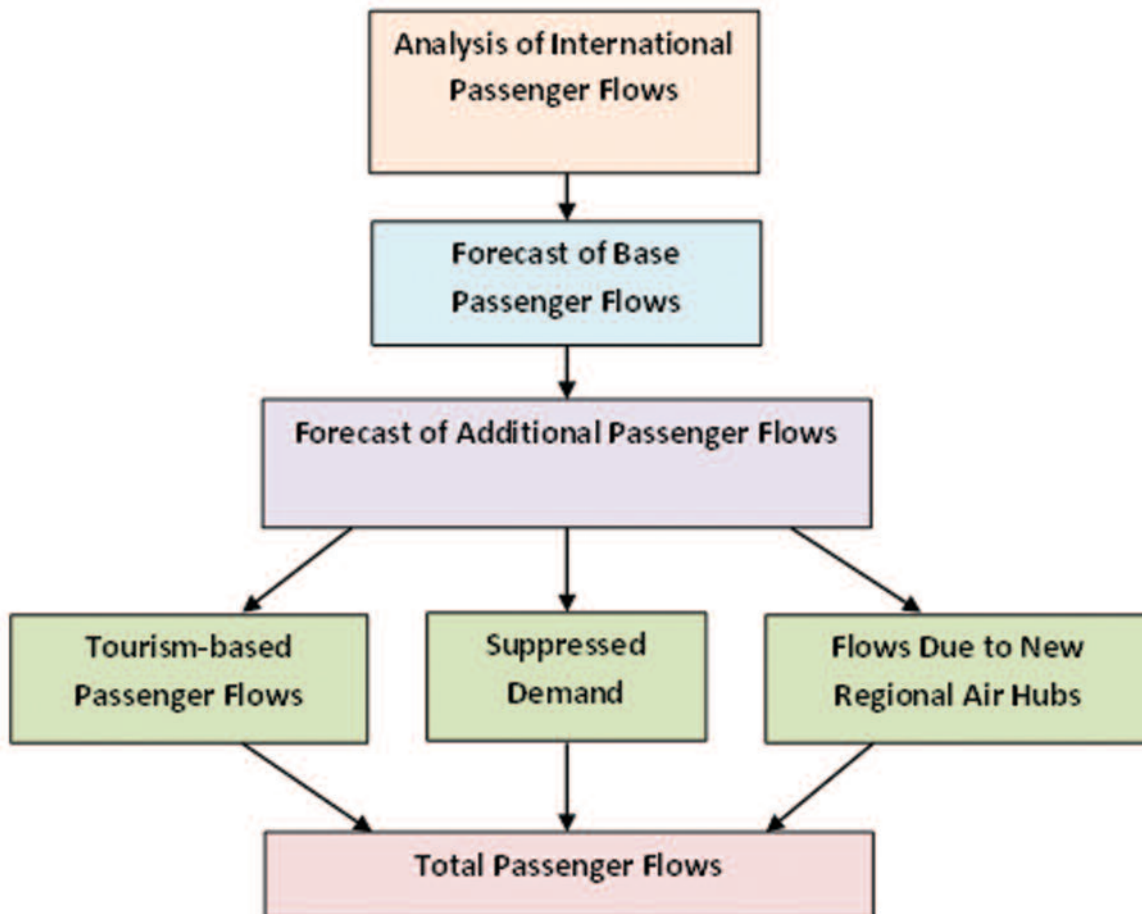 Analysis of International
Passenger Flows
Forecast of Base
Passenger Flows
Forecast of Additional Passenger Flows
Tourism-based
Passenger Flows
Suppressed
Demand
Flows Due to New
Regional Air Hubs
Total Passenger Flows